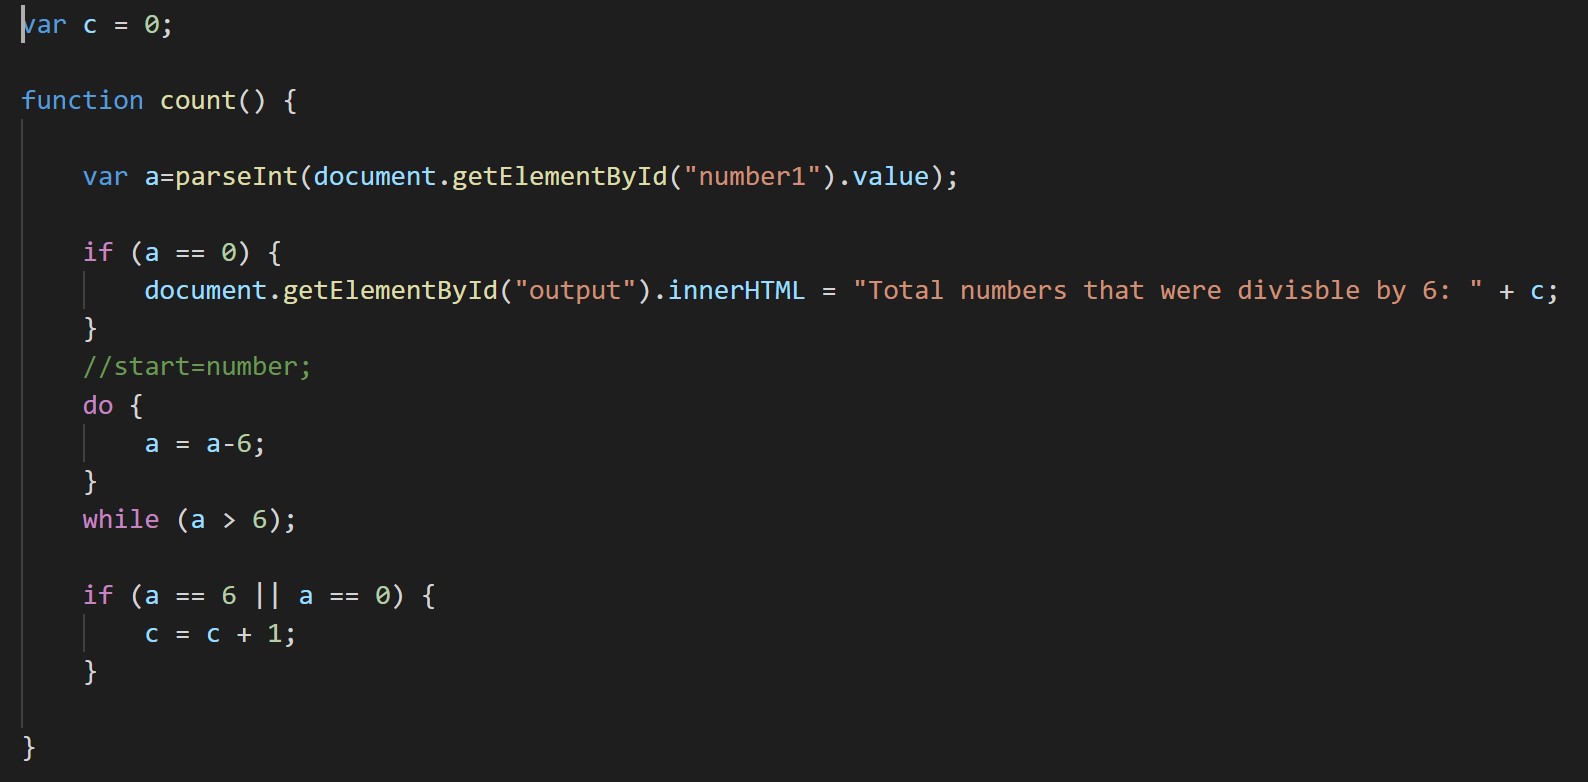 var c = 0;
function count() {
var a=parseInt(document.getElementById("number1").value);
if (a == 0) {
document.getElementById("output").innerHTML = "Total numbers that were divisble by 6: " + c;
}
//start=number;
do {
a = a-6;
}
while (a > 6);
if (a == 6 || a == 0) {
c = c + 1;
}
}